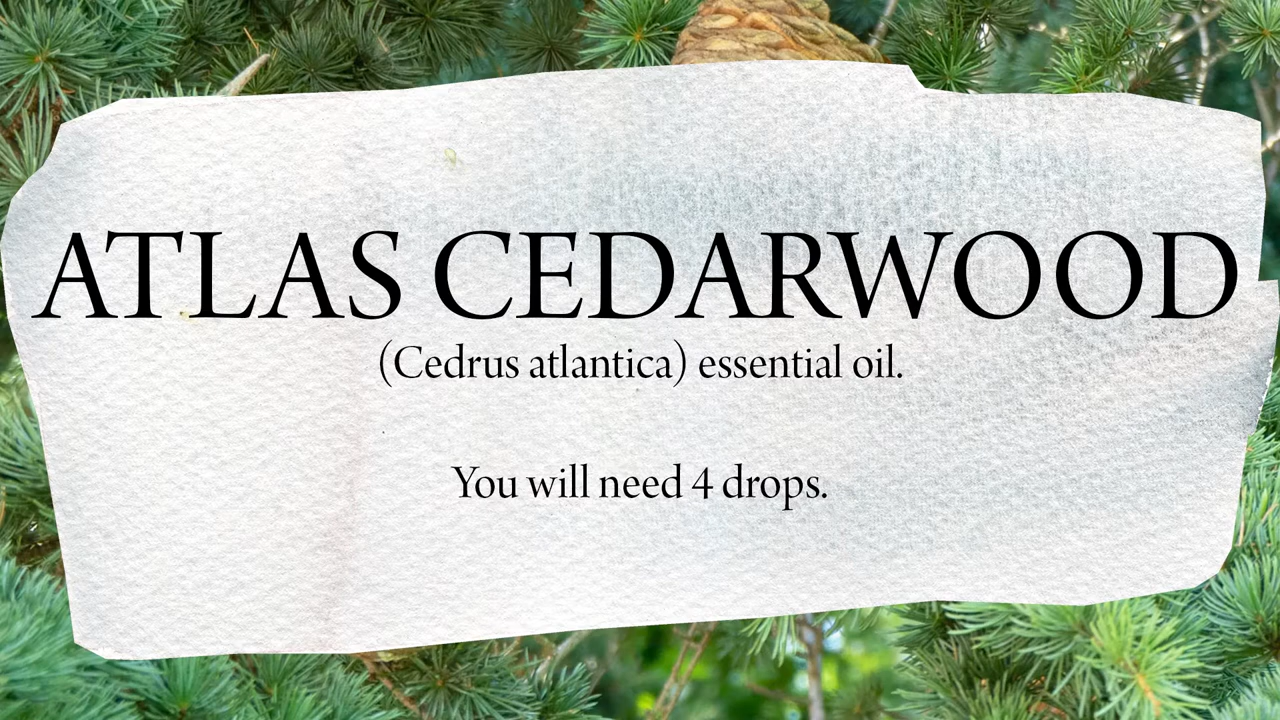 ATLAS CEDARWOOD
(Cedrus atlantica) essential oil.
You will need 4 drops.